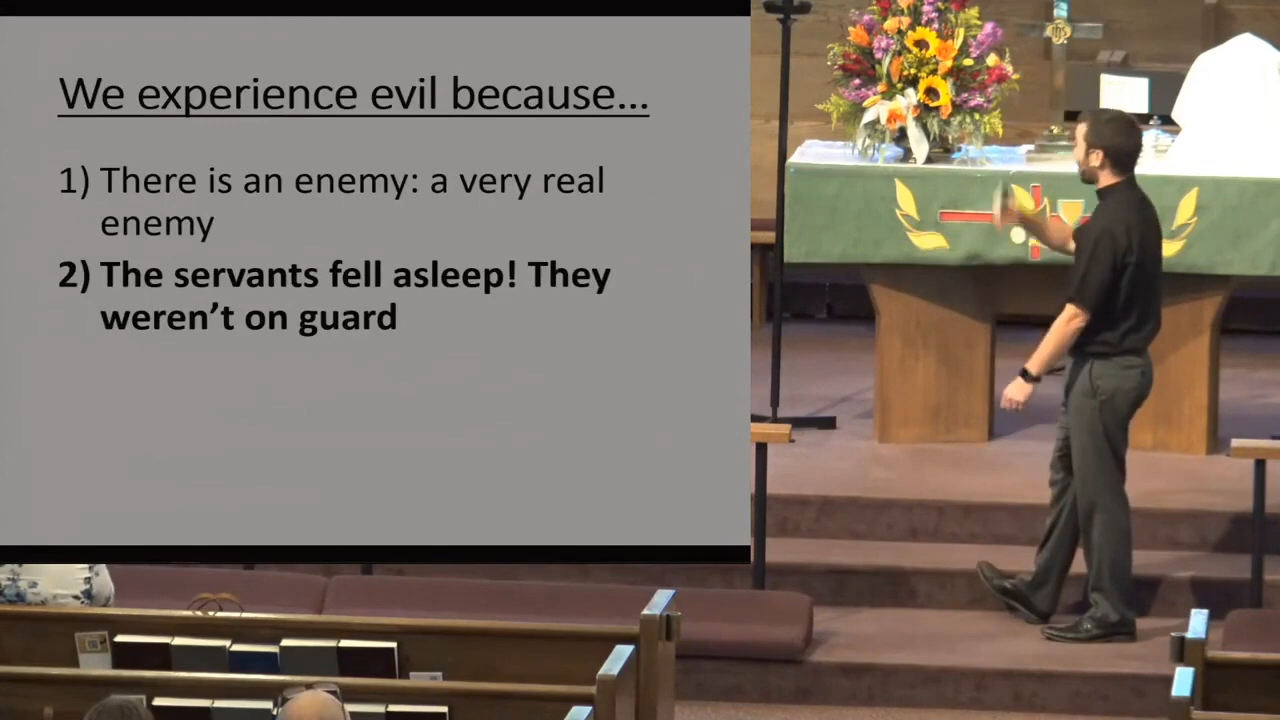 We experience evil because...
1) There is an enemy: a very real
enemy
2) The servants fell asleep! They
weren't on guard
IHS